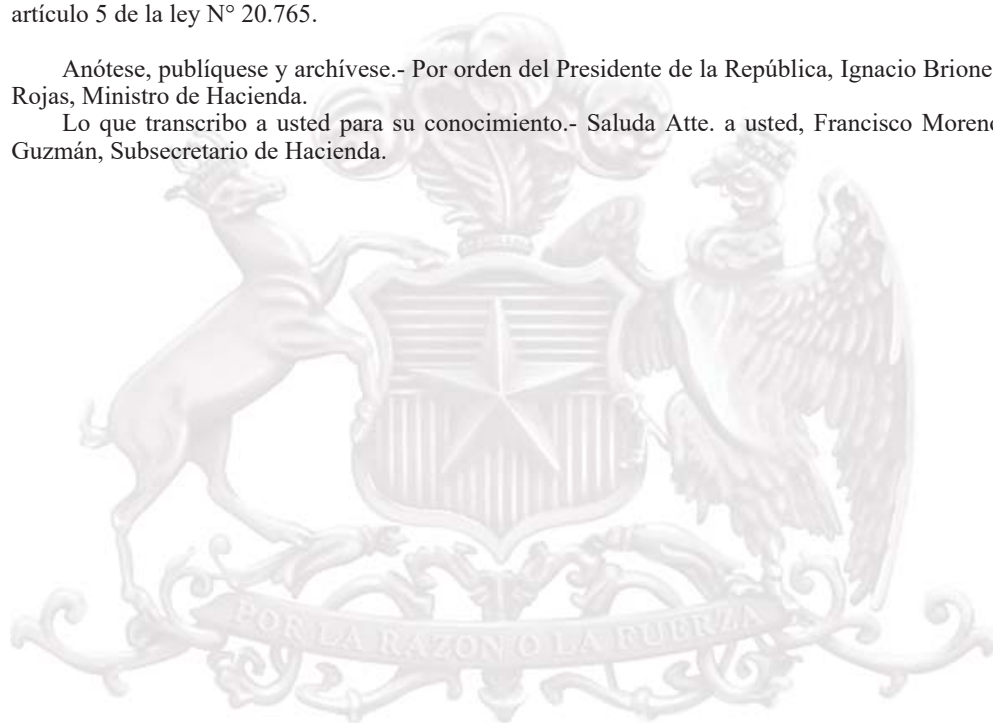 artículo 5 de la ley N° 20.765.
Anótese, publíquese y archívese.- Por orden del Presidente de la República, Ignacio Brione
Rojas, Ministro de Hacienda.
Lo que transcribo a usted para su conocimiento.- Saluda Atte. a usted, Francisco Moreno
Guzmán, Subsecretario de Hacienda.
POR LA RAZON O LA FUERZA